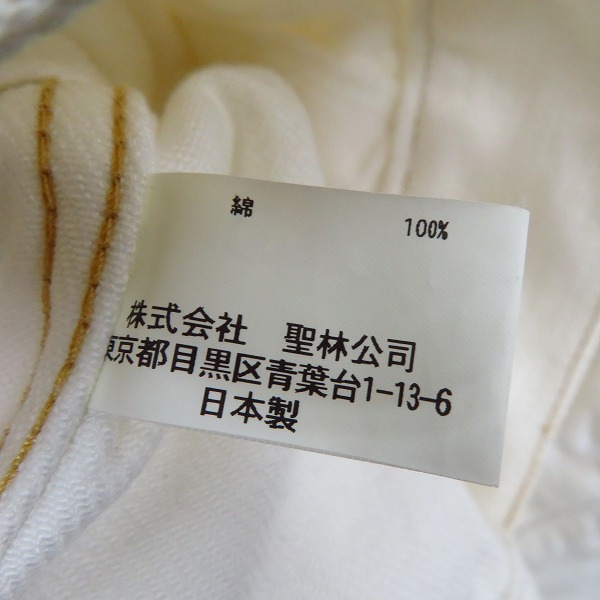 綿 100%
株式会社 聖林公司
東京都目黒区青葉台1-13-6
日本製